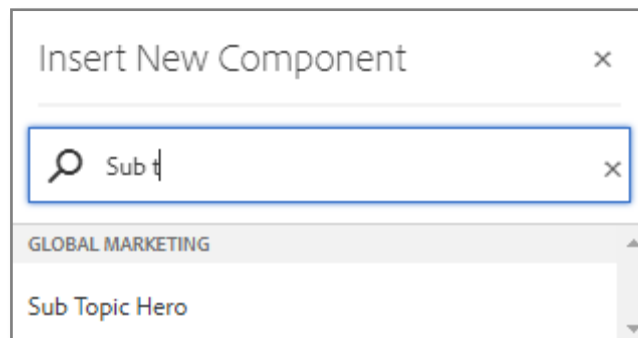 Insert New Component
Sub t
GLOBAL MARKETING
Sub Topic Hero